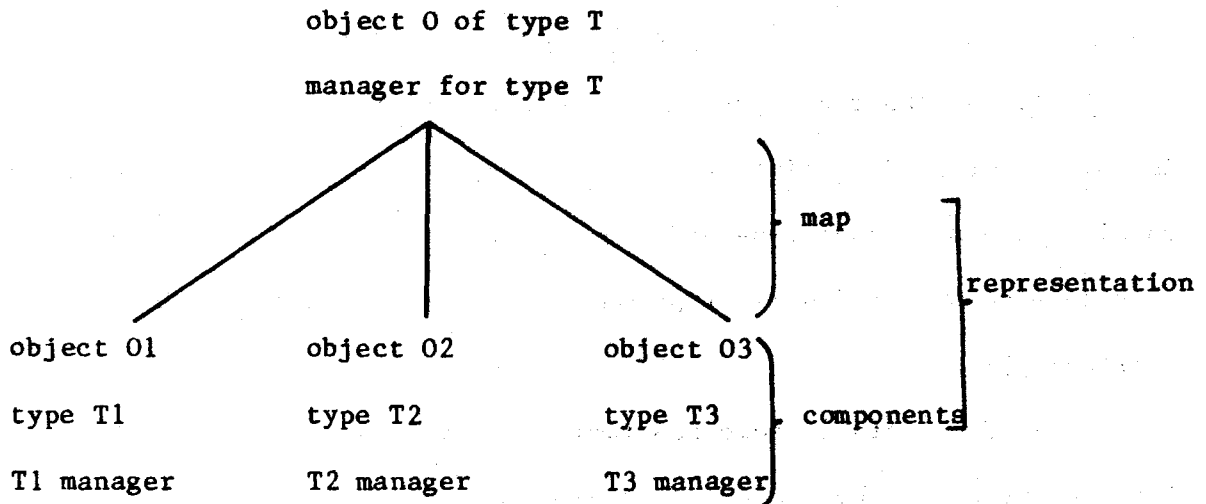 object O of type T
manager for type T
map
representation
object O1 object O2 object O3
type T1 type T2 type T3 components
T1 manager T2 manager T3 manager